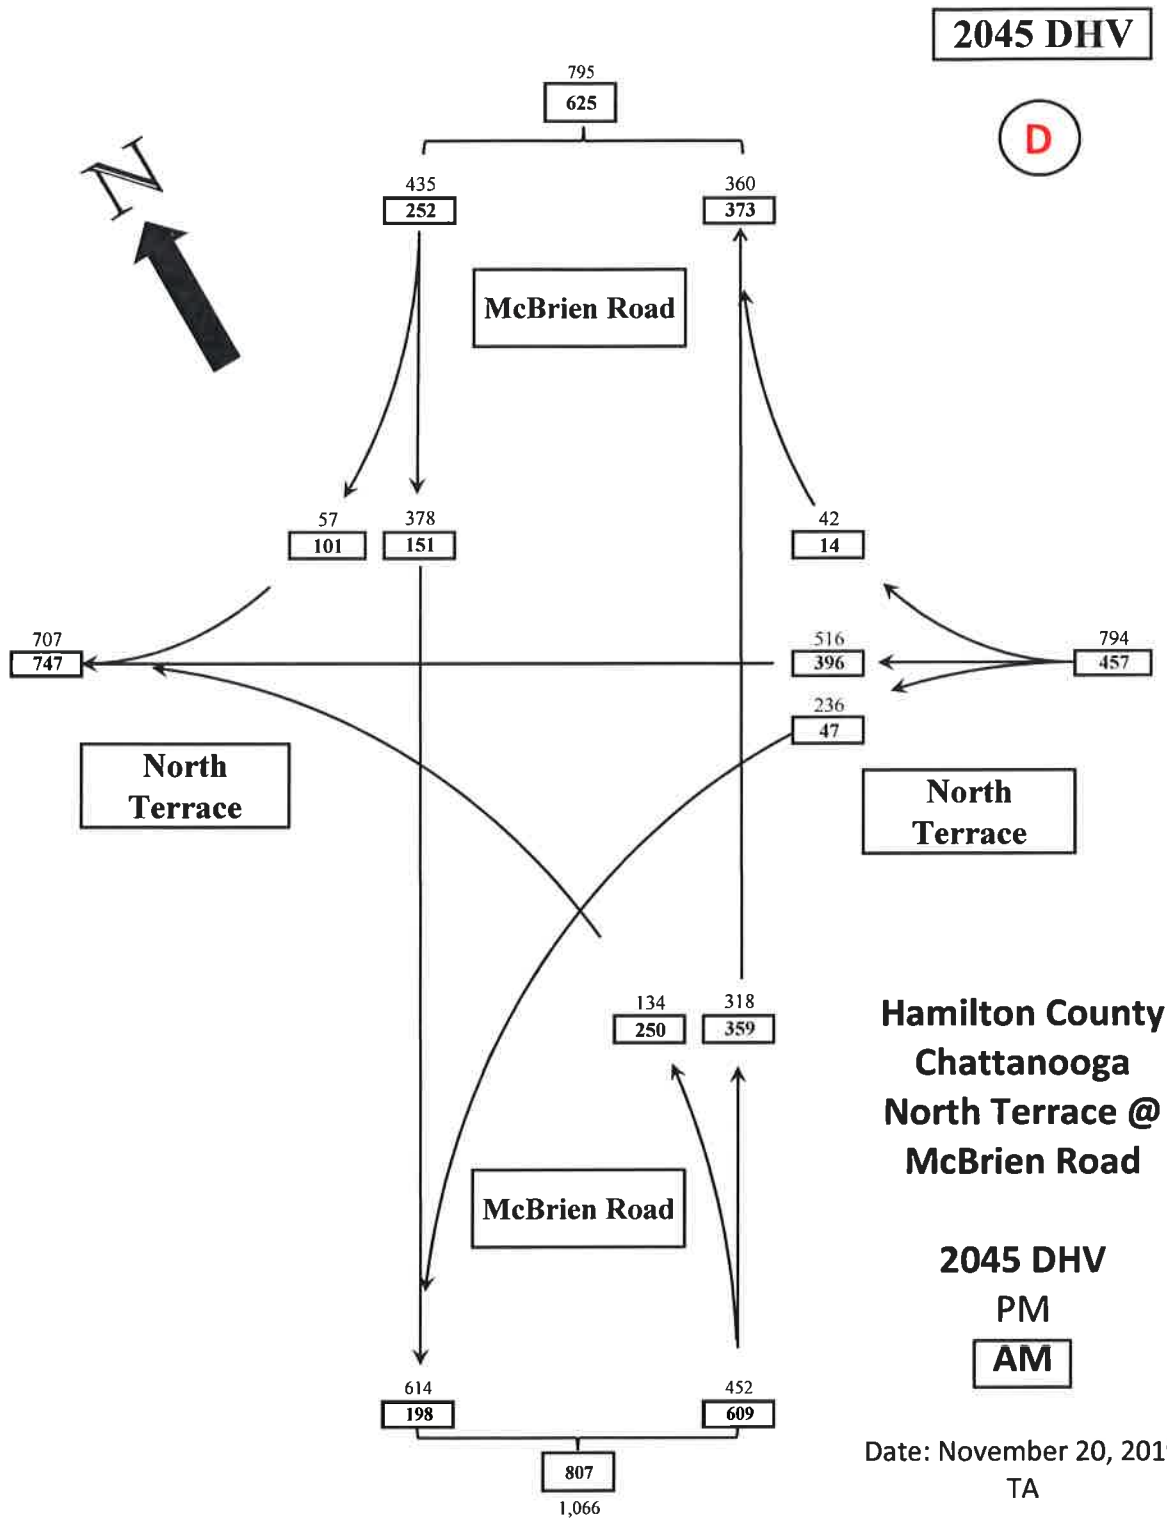 2045 DHV
795
625
D
N
435
252
360
373
McBrien Road
57
101
378
151
42
14
707
747
516
396
794
457
236
47
North
Terrace
North
Terrace
134
250
318
359
Hamilton County
Chattanooga
North Terrace @
McBrien Road
McBrien Road
2045 DHV
PM
AM
614
198
452
609
807
1,066
Date: November 20, 201
TA